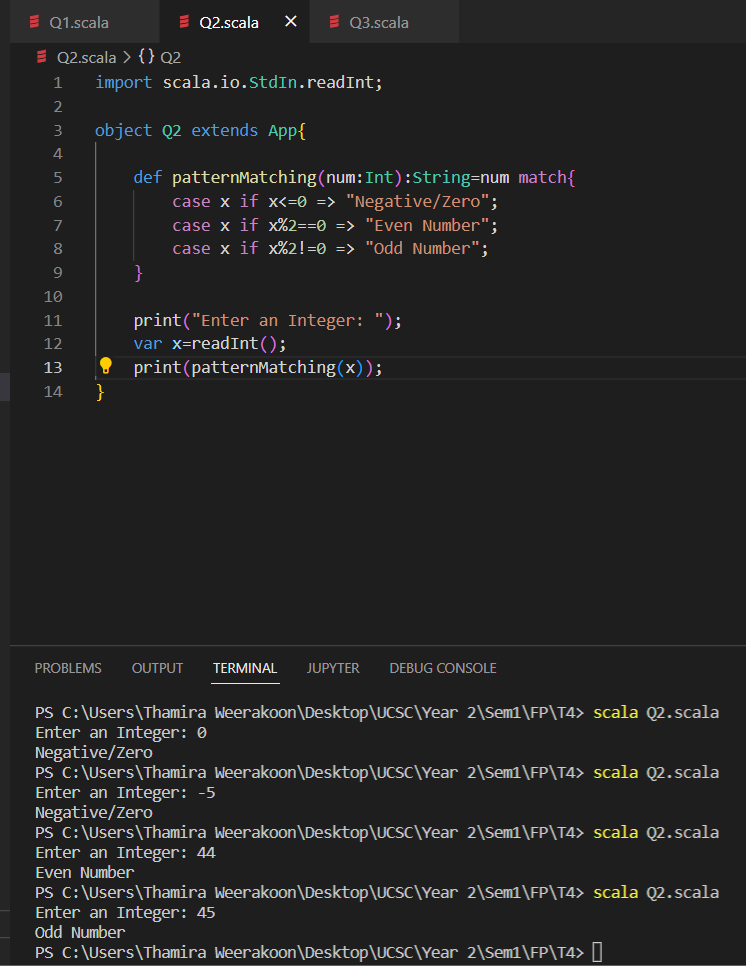 Q1.scala Q2.scala × Q3.scala
Q2.scala > {} Q2
1 import scala.io.StdIn.readInt;
2
3 object Q2 extends App{
4
5     def patternMatching(num:Int):String=num match{
6         case x if x<=0 => "Negative/Zero";
7         case x if x%2==0 => "Even Number";
8         case x if x%2!=0 => "Odd Number";
9     }
10
11     print("Enter an Integer: ");
12     var x=readInt();
13     print(patternMatching(x));
14 }
PROBLEMS OUTPUT TERMINAL JUPYTER DEBUG CONSOLE
PS C:\Users\Thamira Weerakoon\Desktop\UCSC\Year 2\Sem1\FP\T4> scala Q2.scala
Enter an Integer: 0
Negative/Zero
PS C:\Users\Thamira Weerakoon\Desktop\UCSC\Year 2\Sem1\FP\T4> scala Q2.scala
Enter an Integer: -5
Negative/Zero
PS C:\Users\Thamira Weerakoon\Desktop\UCSC\Year 2\Sem1\FP\T4> scala Q2.scala
Enter an Integer: 44
Even Number
PS C:\Users\Thamira Weerakoon\Desktop\UCSC\Year 2\Sem1\FP\T4> scala Q2.scala
Enter an Integer: 45
Odd Number
PS C:\Users\Thamira Weerakoon\Desktop\UCSC\Year 2\Sem1\FP\T4>